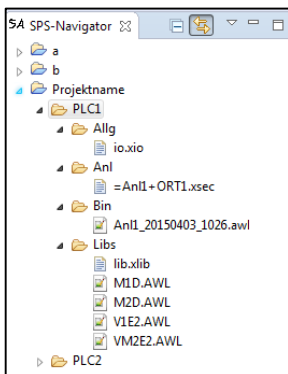 SA SPS-Navigator
a
b
Projektname
PLC1
Allg
io.xio
Anl
=Anl1+ORT1.xsec
Bin
Anl1_20150403_1026.awl
Libs
lib.xlib
M1D.AWL
M2D.AWL
V1E2.AWL
VM2E2.AWL
PLC2